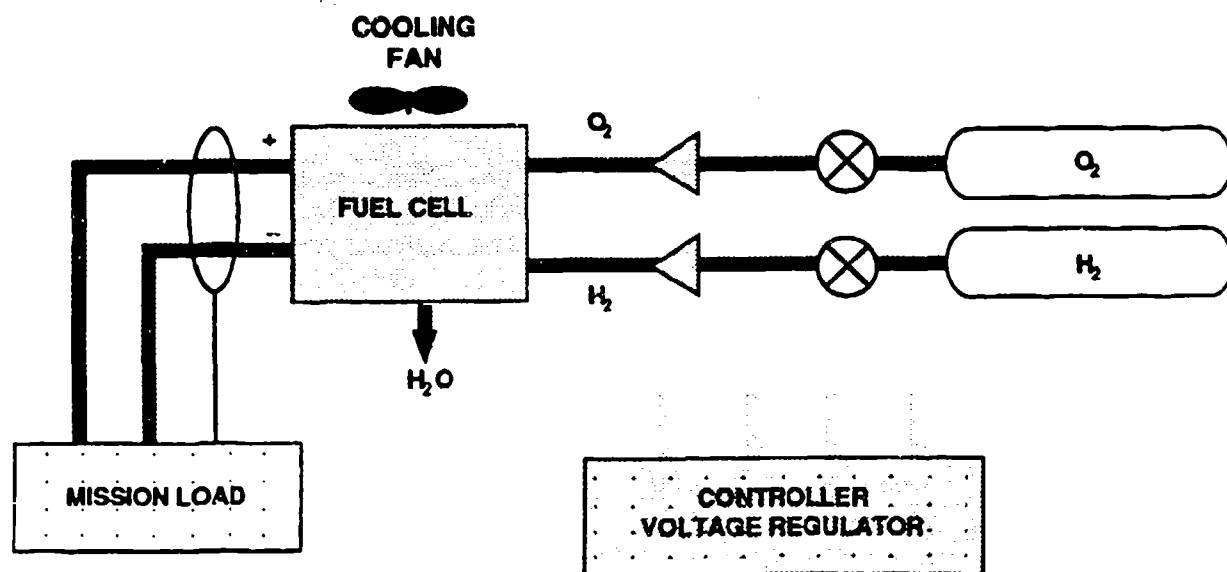 COOLING
FAN
+
O₂
FUEL CELL
O₂
–
H₂
H₂
H₂O
MISSION LOAD
CONTROLLER
VOLTAGE REGULATOR